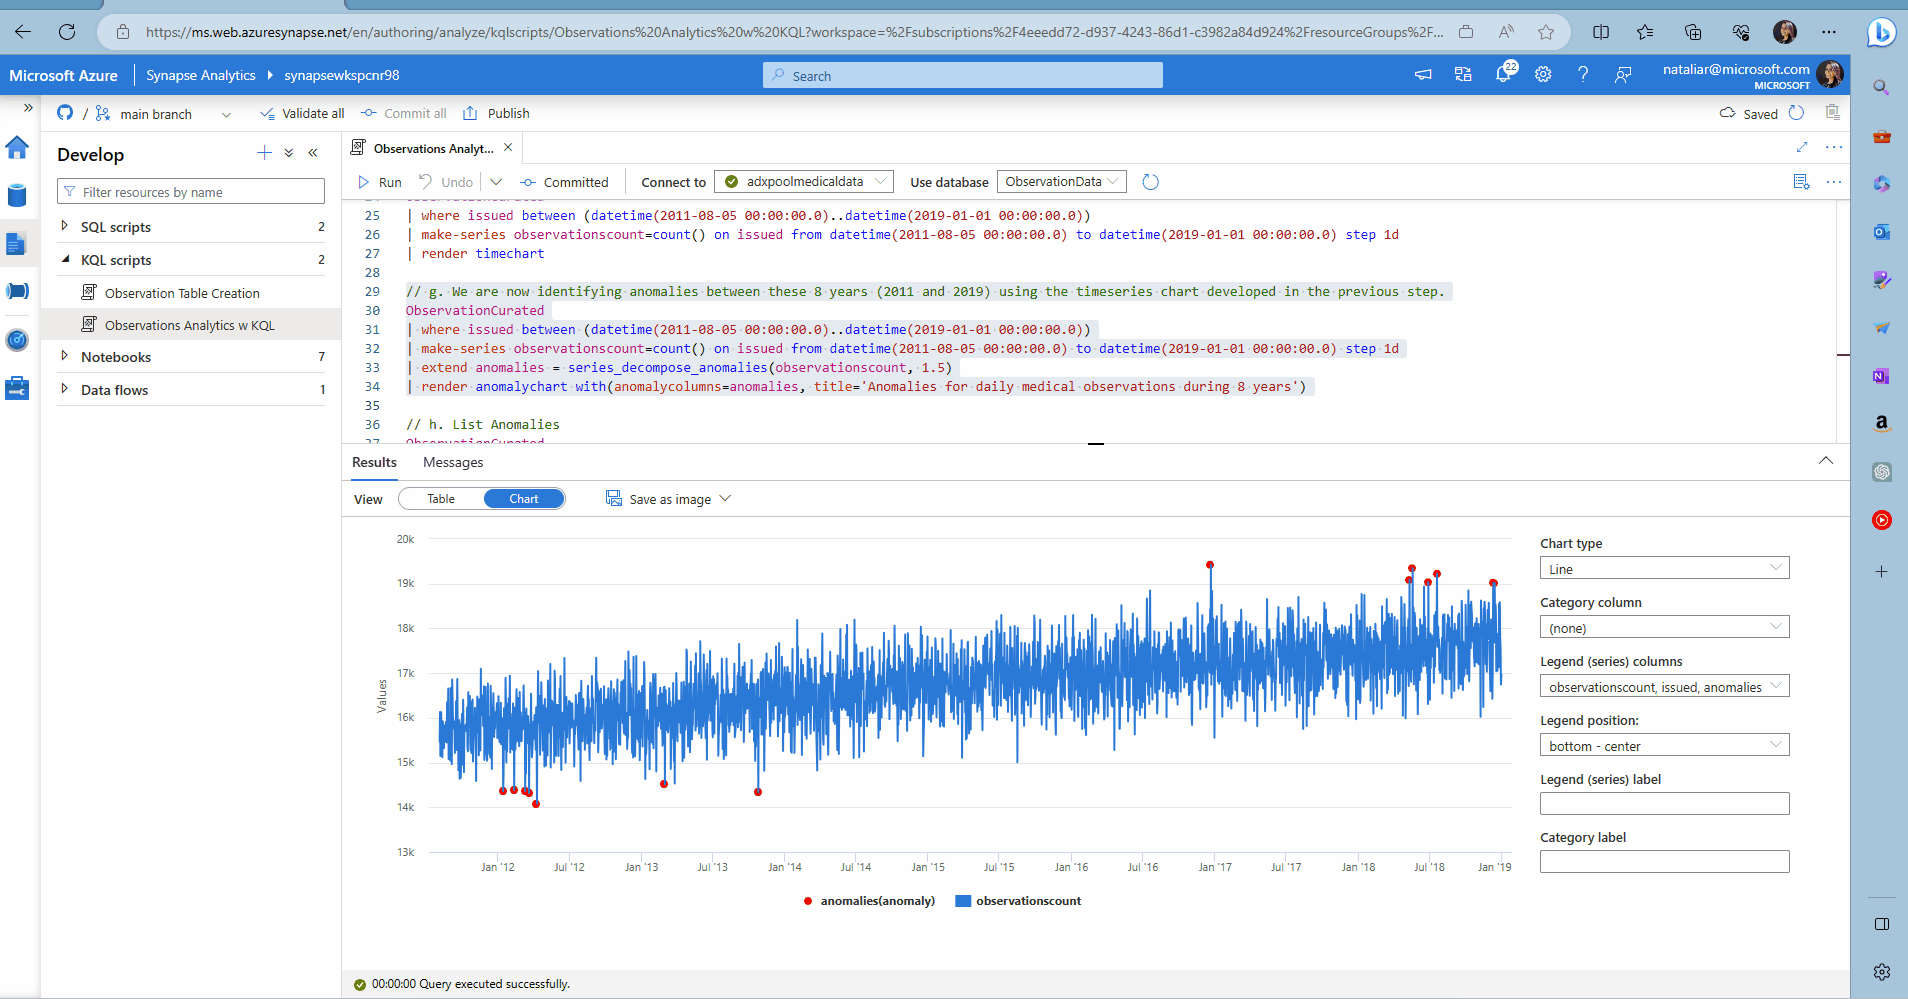 https://ms.web.azuresynapse.net/en/authoring/analyze/kqlscripts/Observations%20Analytics%20w%20KQL?workspace=%2Fsubscriptions%2F4eeedd72-d937-4243-86d1-c3982a84d924%2FresourceGroups%2F...
Microsoft Azure
Synapse Analytics
synapsewkspcnr98
Search
22
nataliar@microsoft.com
MICROSOFT
/ main branch
Validate all
Commit all
Publish
Saved
Develop
Filter resources by name
SQL scripts 2
KQL scripts 2
Observation Table Creation
Observations Analytics w KQL
Notebooks 7
Data flows 1
Observations Analyt...
Run
Undo
Committed
Connect to
adxpoolmedicaldata
Use database
ObservationData
25 | where issued between (datetime(2011-08-05 00:00:00.0)..datetime(2019-01-01 00:00:00.0))
26 | make-series observationscount=count() on issued from datetime(2011-08-05 00:00:00.0) to datetime(2019-01-01 00:00:00.0) step 1d
27 | render timechart
28
29 // g. We are now identifying anomalies between these 8 years (2011 and 2019) using the timeseries chart developed in the previous step.
30 ObservationCurated
31 | where issued between (datetime(2011-08-05 00:00:00.0)..datetime(2019-01-01 00:00:00.0))
32 | make-series observationscount=count() on issued from datetime(2011-08-05 00:00:00.0) to datetime(2019-01-01 00:00:00.0) step 1d
33 | extend anomalies = series_decompose_anomalies(observationscount, 1.5)
34 | render anomalychart with(anomalycolumns=anomalies, title='Anomalies for daily medical observations during 8 years')
35
36 // h. List Anomalies
37 ObservationCurated
Results
Messages
View
Table
Chart
Save as image
20k
19k
18k
17k
16k
15k
14k
13k
Values
Jan '12
Jul '12
Jan '13
Jul '13
Jan '14
Jul '14
Jan '15
Jul '15
Jan '16
Jul '16
Jan '17
Jul '17
Jan '18
Jul '18
Jan '19
anomalies(anomaly)
observationscount
Chart type
Line
Category column
(none)
Legend (series) columns
observationscount, issued, anomalies
Legend position:
bottom - center
Legend (series) label
Category label
00:00:00 Query executed successfully.